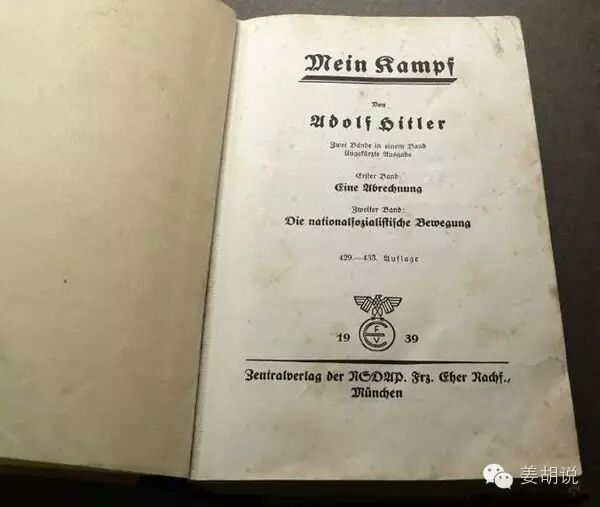 Mein Kampf
Von
Adolf Hitler
Zwei Bände in einem Band
Ungekürzte Ausgabe
Erster Band:
Eine Abrechnung
Zweiter Band:
Die nationalsozialistische Bewegung
429.—433. Auflage
F
E
V
19 39
Zentralverlag der NSDAP. Frz. Eher Nachf.,
München
姜胡说